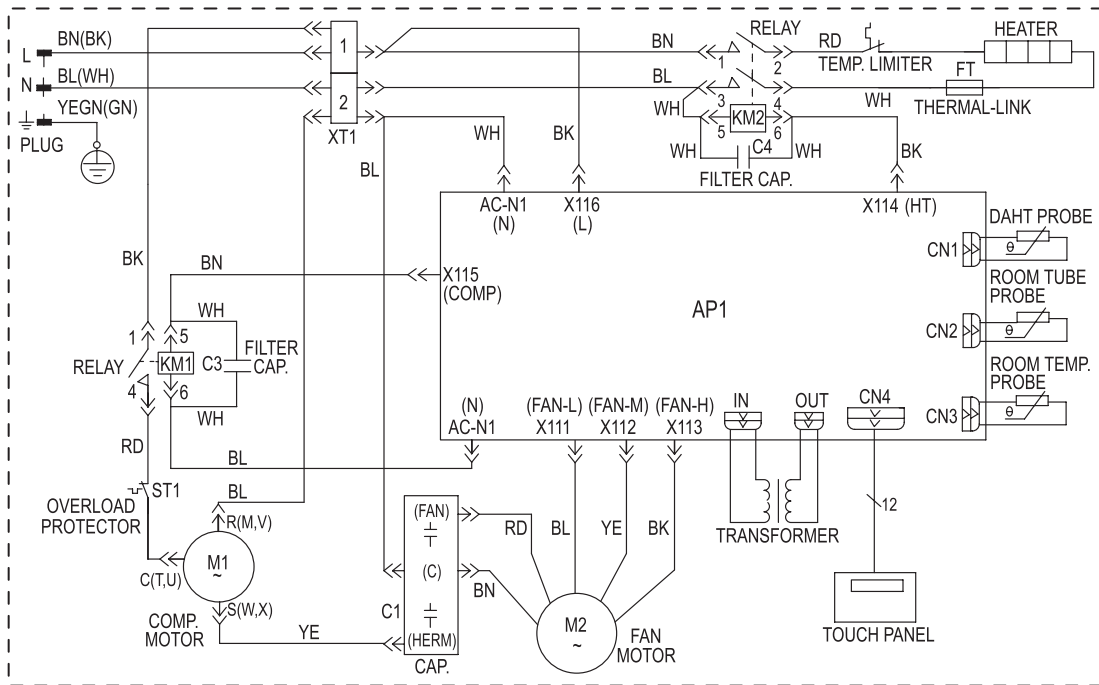 BN(BK)
L
BL(WH)
N
YEGN(GN)
PLUG
1
2
XT1
BN
BL
RELAY
1
2
3
4
5
6
KM2
WH
WH
WH
WH
C4
FILTER CAP.
RD
TEMP. LIMITER
HEATER
FT
THERMAL-LINK
WH
BK
BK
BL
BK
AC-N1
(N)
X116
(L)
X114 (HT)
X115
(COMP)
AP1
CN1
DAHT PROBE
θ
CN2
ROOM TUBE
PROBE
θ
CN3
ROOM TEMP.
PROBE
θ
BK
BN
WH
1
5
RELAY
KM1
C3
FILTER
CAP.
4
6
WH
RD
BL
(N)
AC-N1
(FAN-L)
X111
(FAN-M)
X112
(FAN-H)
X113
IN
OUT
CN4
ST1
OVERLOAD
PROTECTOR
BL
R(M,V)
M1
~
C(T,U)
S(W,X)
COMP.
MOTOR
YE
(FAN)
(C)
C1
(HERM)
CAP.
RD
BN
BL
YE
BK
M2
~
FAN
MOTOR
TRANSFORMER
12
TOUCH PANEL